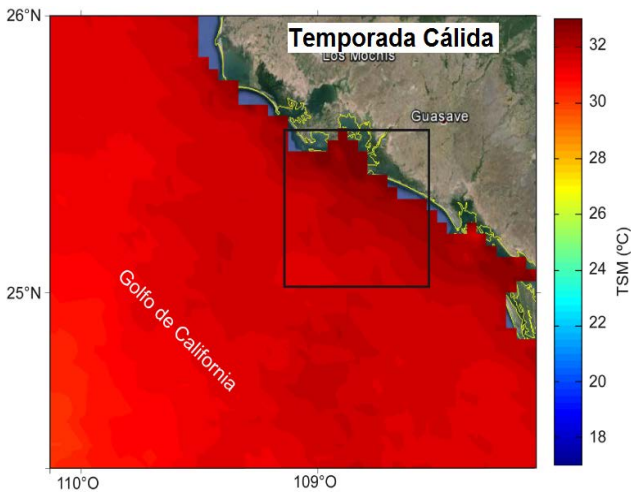 26°N
Temporada Cálida
Los Mochis
Guasave
25°N
Golfo de California
110°O
109°O
32
30
28
26
24
22
20
18
TSM (ºC)